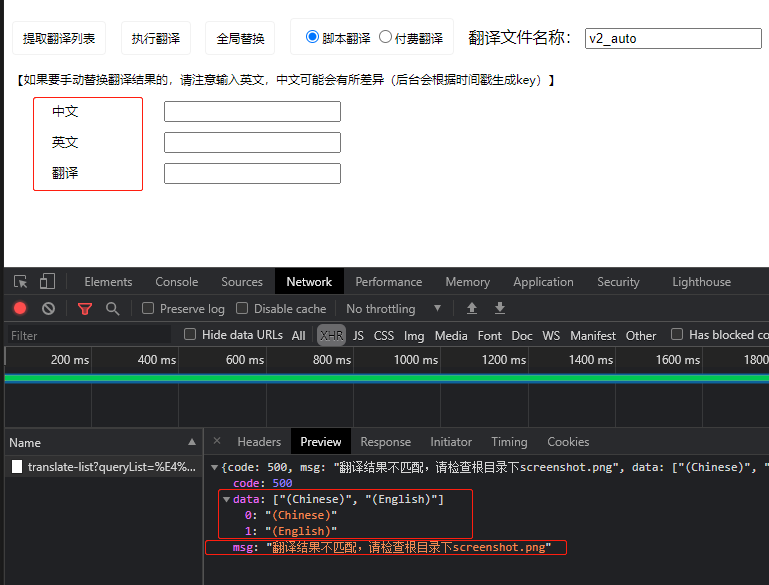 提取翻译列表 执行翻译 全局替换 脚本翻译 付费翻译 翻译文件名称： v2_auto
【如果要手动替换翻译结果的，请注意输入英文，中文可能会有所差异（后台会根据时间戳生成key）】
中文
英文
翻译
Elements Console Sources Network Performance Memory Application Security Lighthouse
Preserve log Disable cache No throttling
Filter Hide data URLs All XHR JS CSS Img Media Font Doc WS Manifest Other Has blocked co
200 ms 400 ms 600 ms 800 ms 1000 ms 1200 ms 1400 ms 1600 ms 1800
Name × Headers Preview Response Initiator Timing Cookies
translate-list?queryList=%E4%... {code: 500, msg: "翻译结果不匹配，请检查根目录下screenshot.png", data: ["(Chinese)", "
code: 500
data: ["(Chinese)", "(English)"]
0: "(Chinese)"
1: "(English)"
msg: "翻译结果不匹配，请检查根目录下screenshot.png"